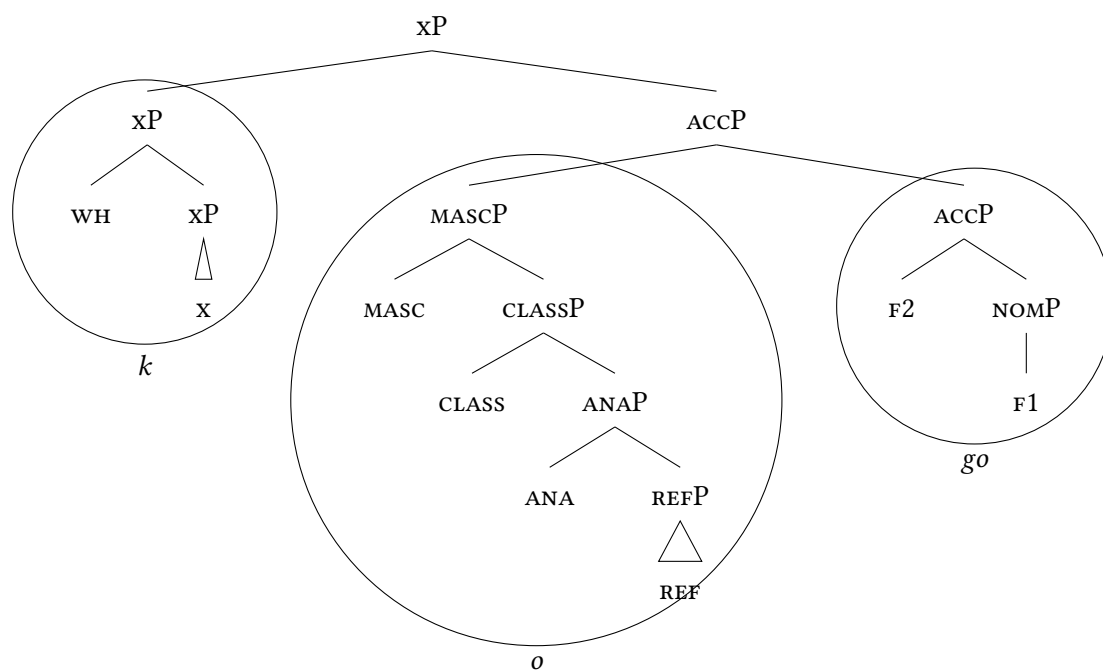 xP
xP ACCP
WH xP MASCP ACCP
x MASC CLASSP F2 NOMP
k CLASS ANAP F1
go
ANA REFP
REF
o